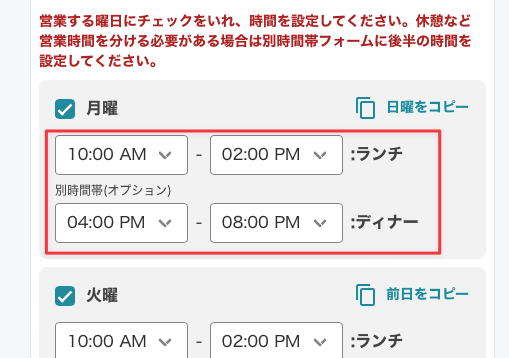 営業する曜日にチェックをいれ、時間を設定してください。休憩など
営業時間を分ける必要がある場合は別時間帯フォームに後半の時間を
設定してください。
月曜 日曜をコピー
10:00 AM - 02:00 PM :ランチ
別時間帯(オプション)
04:00 PM - 08:00 PM :ディナー
火曜 前日をコピー
10:00 AM - 02:00 PM :ランチ